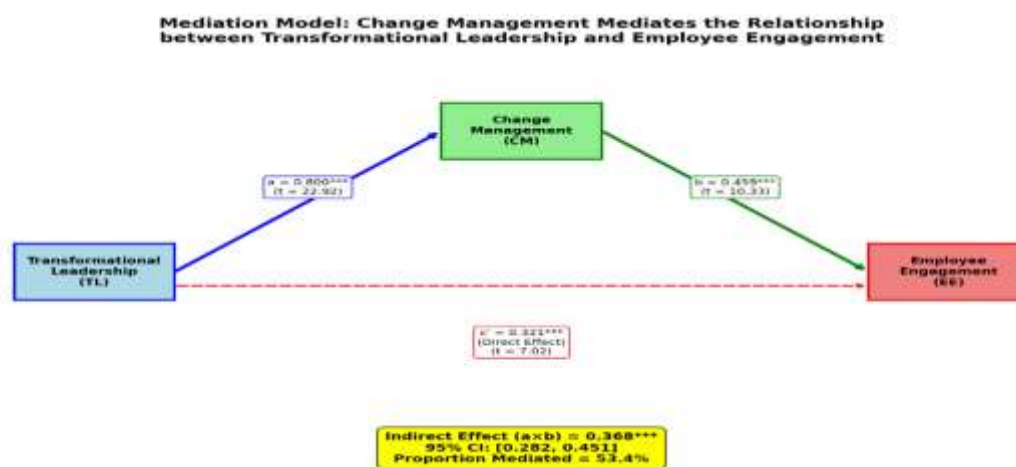 Mediation Model: Change Management Mediates the Relationship
between Transformational Leadership and Employee Engagement
Change
Management
(CM)
a = 0.800***
(t = 22.92)
b = 0.459***
(t = 10.33)
Transformational
Leadership
(TL)
Employee
Engagement
(EE)
c' = 0.321***
(Direct Effect)
(t = 7.02)
Indirect Effect (a×b) = 0.368***
95% CI: [0.282, 0.451]
Proportion Mediated = 53.4%